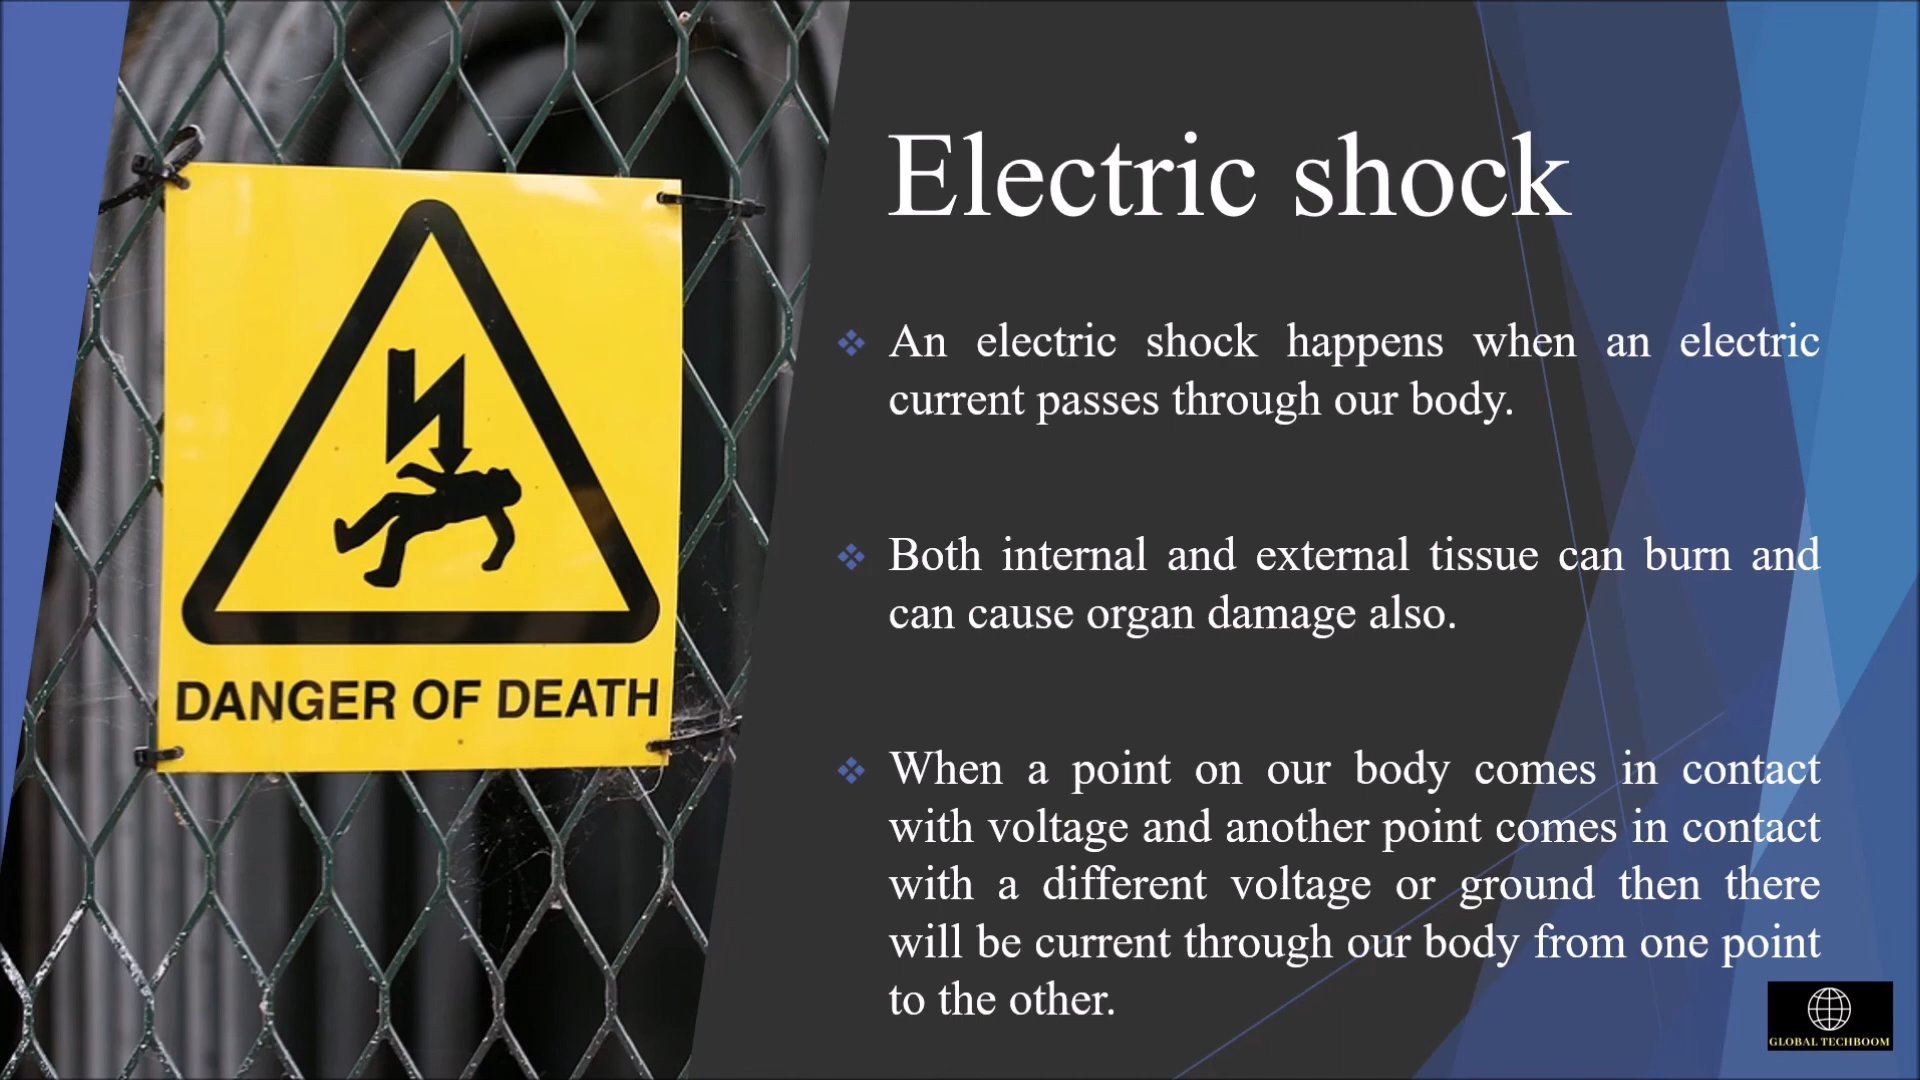 Electric shock
An electric shock happens when an electric
current passes through our body.
Both internal and external tissue can burn and
can cause organ damage also.
When a point on our body comes in contact
with voltage and another point comes in contact
with a different voltage or ground then there
will be current through our body from one point
to the other.
DANGER OF DEATH
GLOBAL TECHBOOM